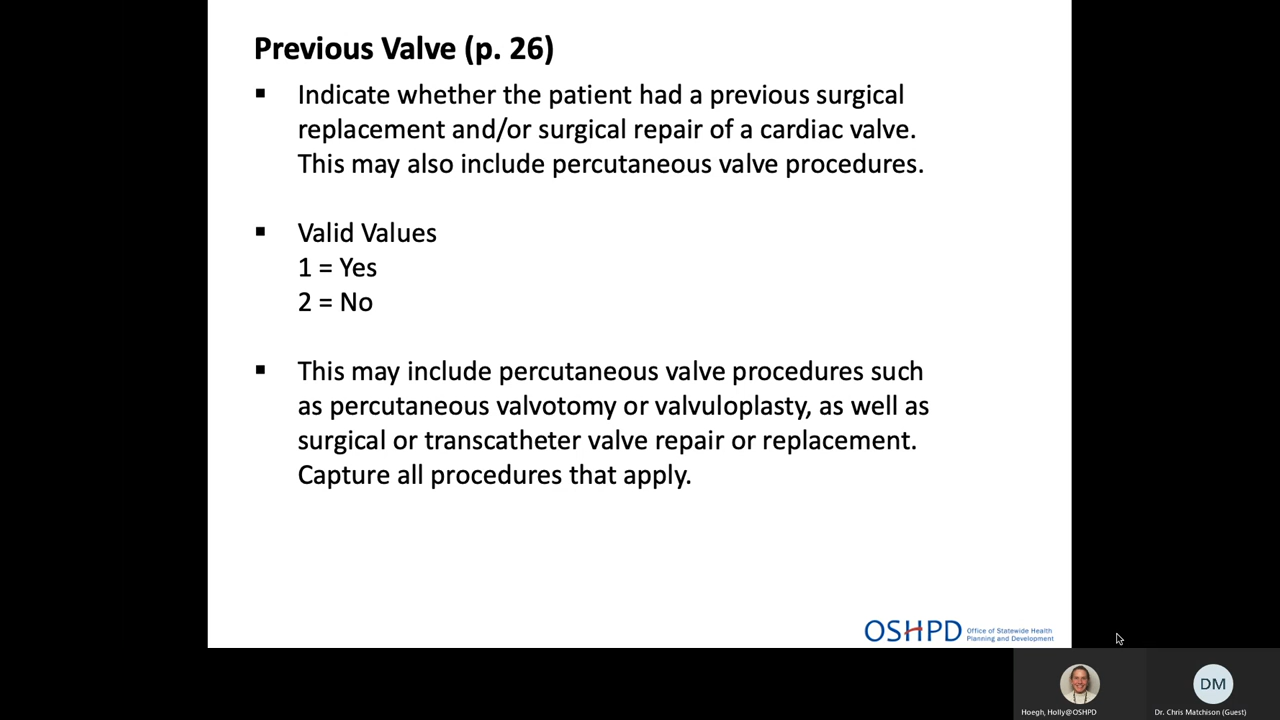 Previous Valve (p. 26)
▪ Indicate whether the patient had a previous surgical
replacement and/or surgical repair of a cardiac valve.
This may also include percutaneous valve procedures.
▪ Valid Values
1 = Yes
2 = No
▪ This may include percutaneous valve procedures such
as percutaneous valvotomy or valvuloplasty, as well as
surgical or transcatheter valve repair or replacement.
Capture all procedures that apply.
OSHPD
Office of Statewide Health
Planning and Development
DM
Hoegh, Holly@OSHPD
Dr. Chris Matchison (Guest)